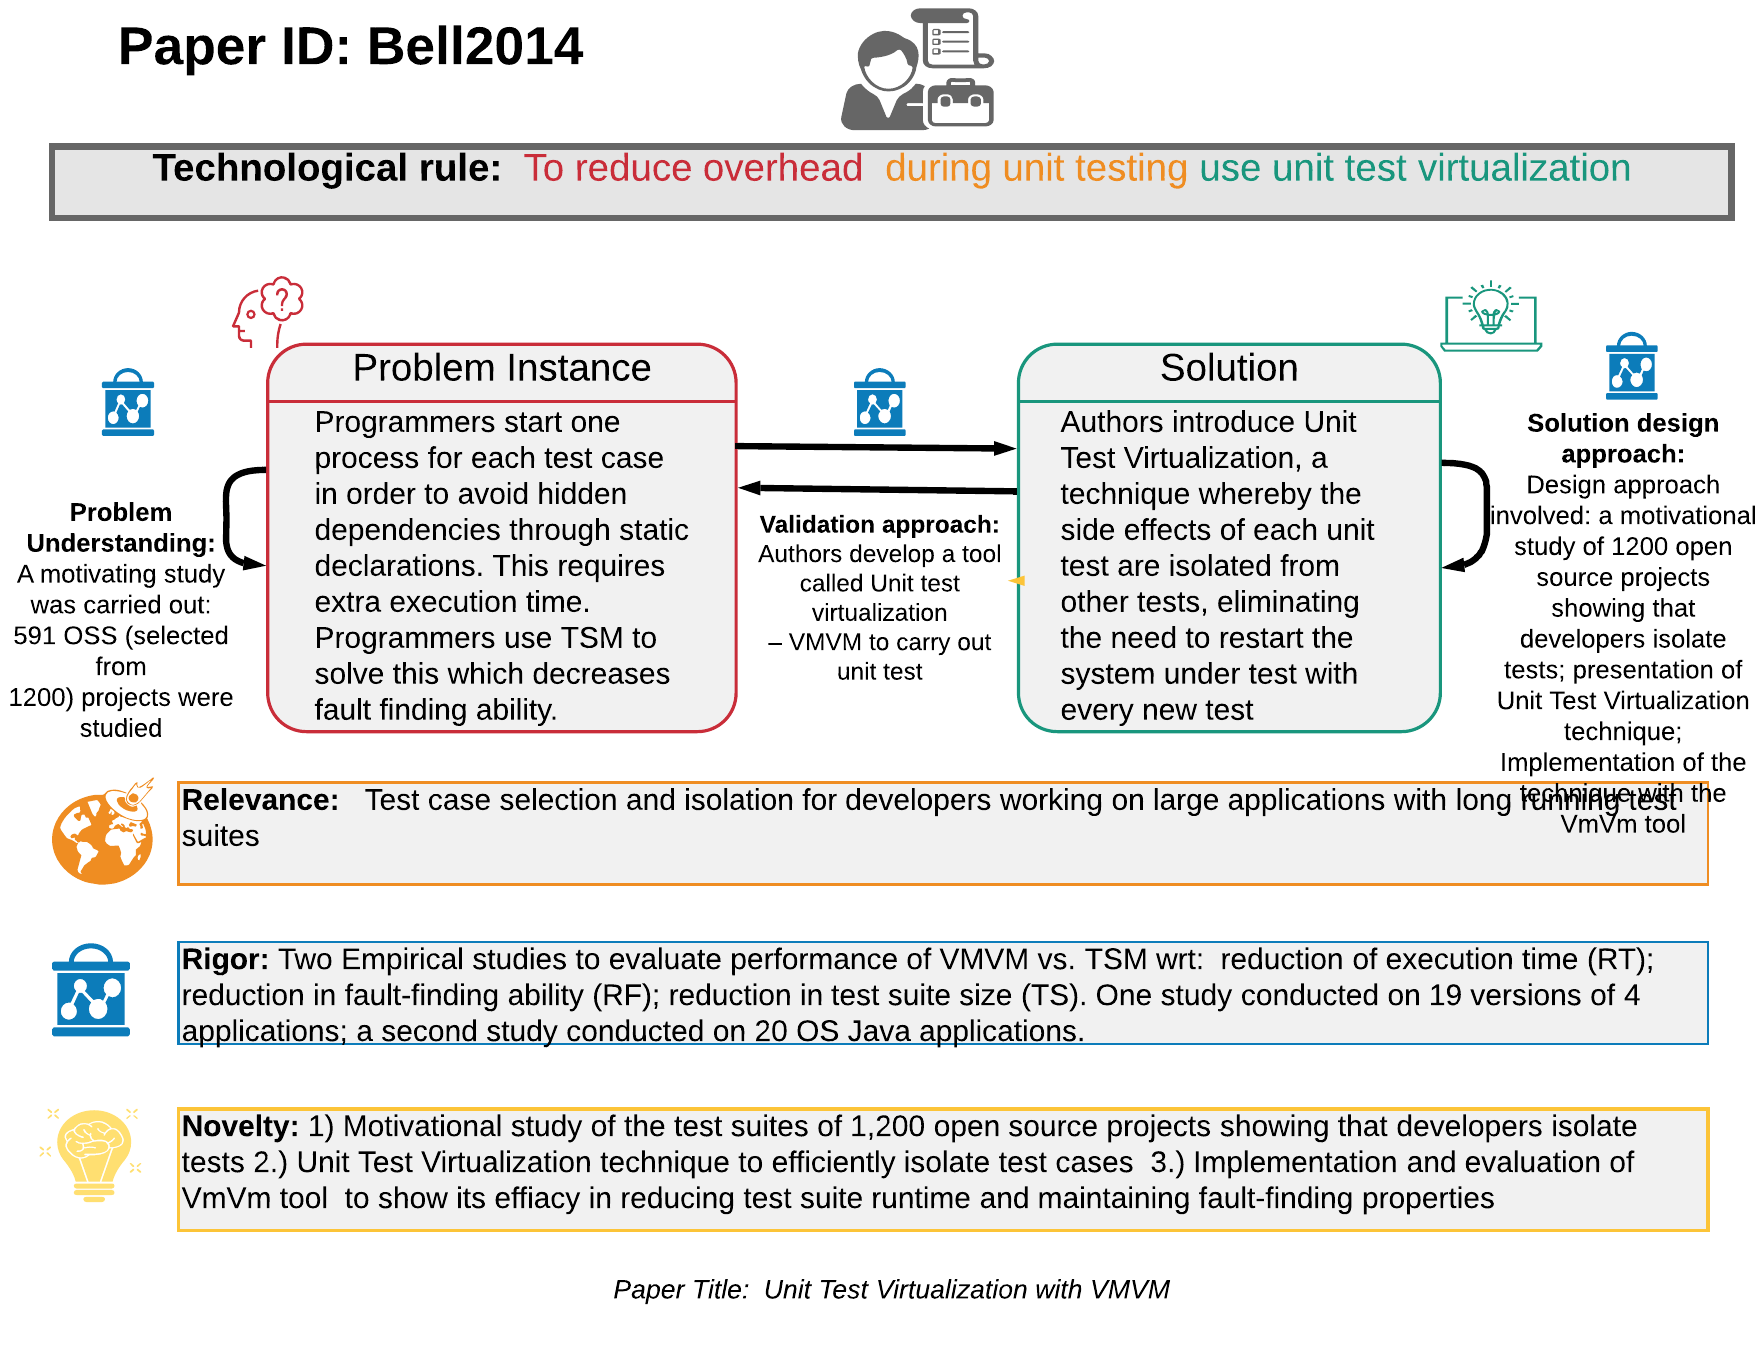 Paper ID: Bell2014
Technological rule:  To reduce overhead  during unit testing use unit test virtualization
Problem Instance
Programmers start one
process for each test case
in order to avoid hidden
dependencies through static
declarations. This requires
extra execution time.
Programmers use TSM to
solve this which decreases
fault finding ability.
Problem
Understanding:
A motivating study
was carried out:
591 OSS (selected
from
1200) projects were
studied
Validation approach:
Authors develop a tool
called Unit test
virtualization
– VMVM to carry out
unit test
Solution
Authors introduce Unit
Test Virtualization, a
technique whereby the
side effects of each unit
test are isolated from
other tests, eliminating
the need to restart the
system under test with
every new test
Solution design
approach:
Design approach
involved: a motivational
study of 1200 open
source projects
showing that
developers isolate
tests; presentation of
Unit Test Virtualization
technique;
Implementation of the
technique with the
VmVm tool
Relevance:   Test case selection and isolation for developers working on large applications with long running test
suites
Rigor: Two Empirical studies to evaluate performance of VMVM vs. TSM wrt:  reduction of execution time (RT);
reduction in fault-finding ability (RF); reduction in test suite size (TS). One study conducted on 19 versions of 4
applications; a second study conducted on 20 OS Java applications.
Novelty: 1) Motivational study of the test suites of 1,200 open source projects showing that developers isolate
tests 2.) Unit Test Virtualization technique to efficiently isolate test cases  3.) Implementation and evaluation of
VmVm tool  to show its effiacy in reducing test suite runtime and maintaining fault-finding properties
Paper Title:  Unit Test Virtualization with VMVM